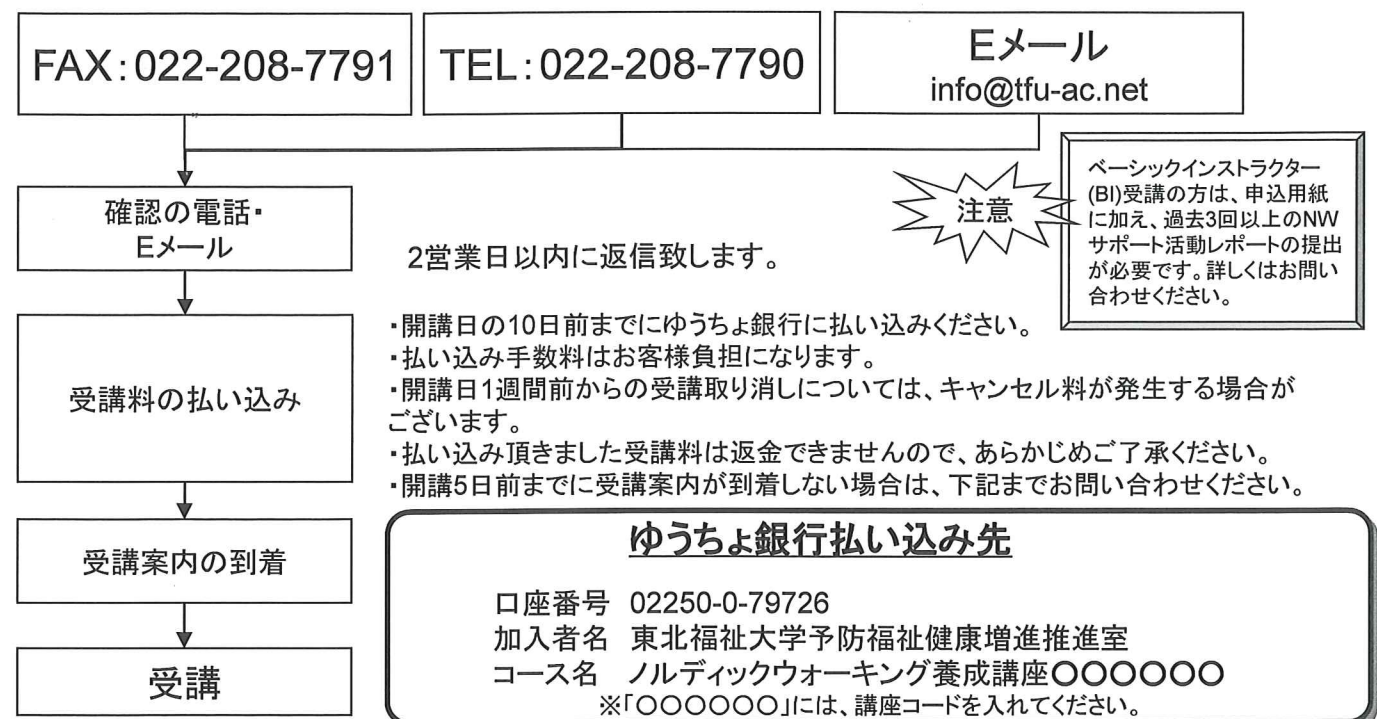 FAX:022-208-7791
TEL:022-208-7790
Eメール
info@tfu-ac.net
確認の電話・
Eメール
2営業日以内に返信致します。
注意
ベーシックインストラクター
(BI)受講の方は、申込用紙
に加え、過去3回以上のNW
サポート活動レポートの提出
が必要です。詳しくはお問い
合わせください。
受講料の払い込み
・開講日の10日前までにゆうちょ銀行に払い込みください。
・払い込み手数料はお客様負担になります。
・開講日1週間前からの受講取り消しについては、キャンセル料が発生する場合が
ございます。
・払い込み頂きました受講料は返金できませんので、あらかじめご了承ください。
・開講5日前までに受講案内が到着しない場合は、下記までお問い合わせください。
受講案内の到着
受講
ゆうちょ銀行払い込み先
口座番号 02250-0-79726
加入者名 東北福祉大学予防福祉健康増進推進室
コース名 ノルディックウォーキング養成講座〇〇〇〇〇〇
※「〇〇〇〇〇〇」には、講座コードを入れてください。